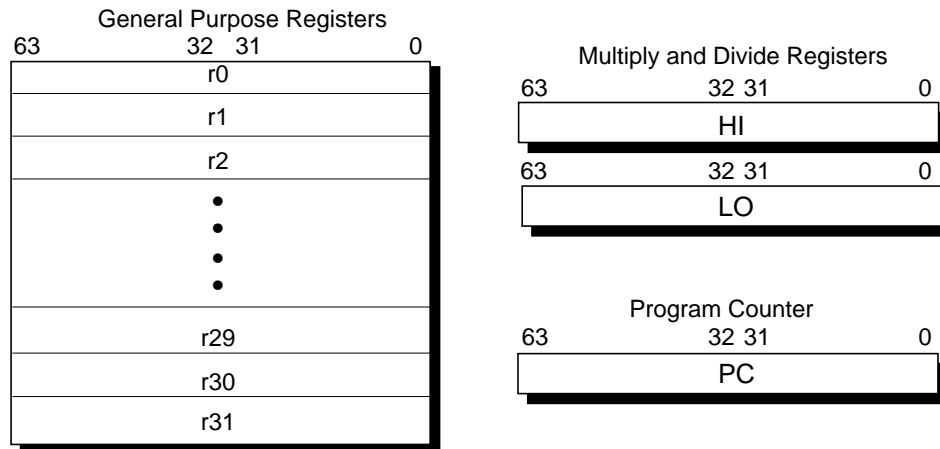 General Purpose Registers
63 32 31 0
r0
r1
r2
r29
r30
r31
Multiply and Divide Registers
63 32 31 0
HI
63 32 31 0
LO
Program Counter
63 32 31 0
PC